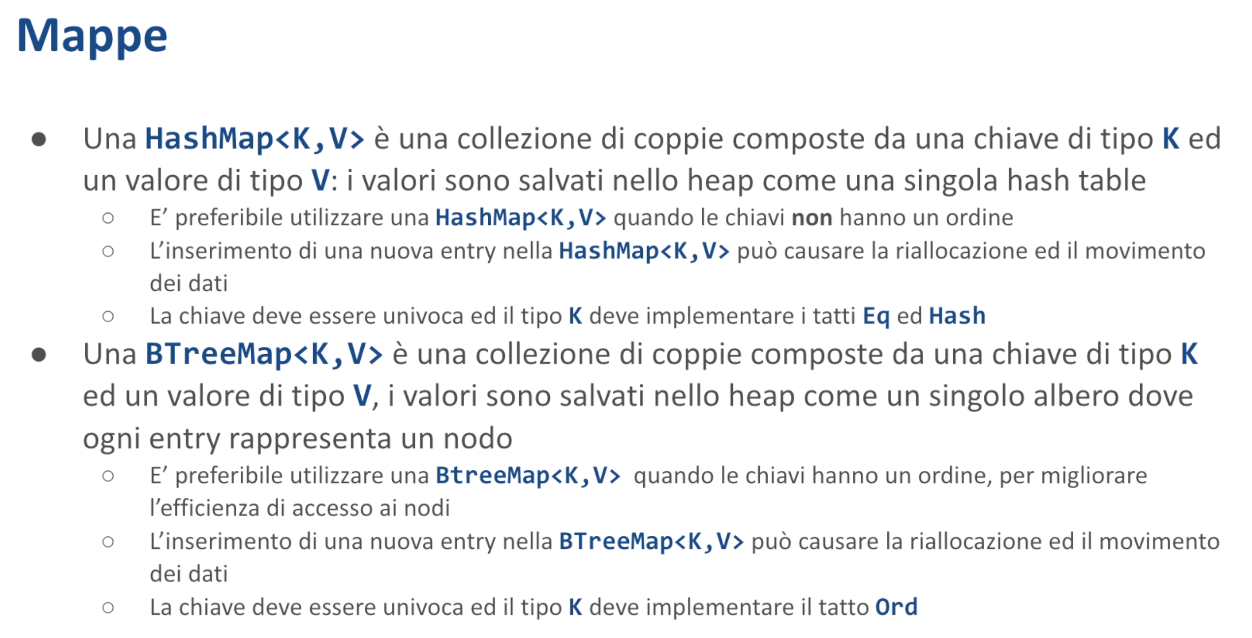 Mappe
● Una HashMap<K,V> è una collezione di coppie composte da una chiave di tipo K ed
un valore di tipo V: i valori sono salvati nello heap come una singola hash table
○ E’ preferibile utilizzare una HashMap<K,V> quando le chiavi non hanno un ordine
○ L’inserimento di una nuova entry nella HashMap<K,V> può causare la riallocazione ed il movimento
dei dati
○ La chiave deve essere univoca ed il tipo K deve implementare i tatti Eq ed Hash
● Una BTreeMap<K,V> è una collezione di coppie composte da una chiave di tipo K
ed un valore di tipo V, i valori sono salvati nello heap come un singolo albero dove
ogni entry rappresenta un nodo
○ E’ preferibile utilizzare una BtreeMap<K,V> quando le chiavi hanno un ordine, per migliorare
l’efficienza di accesso ai nodi
○ L’inserimento di una nuova entry nella BTreeMap<K,V> può causare la riallocazione ed il movimento
dei dati
○ La chiave deve essere univoca ed il tipo K deve implementare il tatto Ord